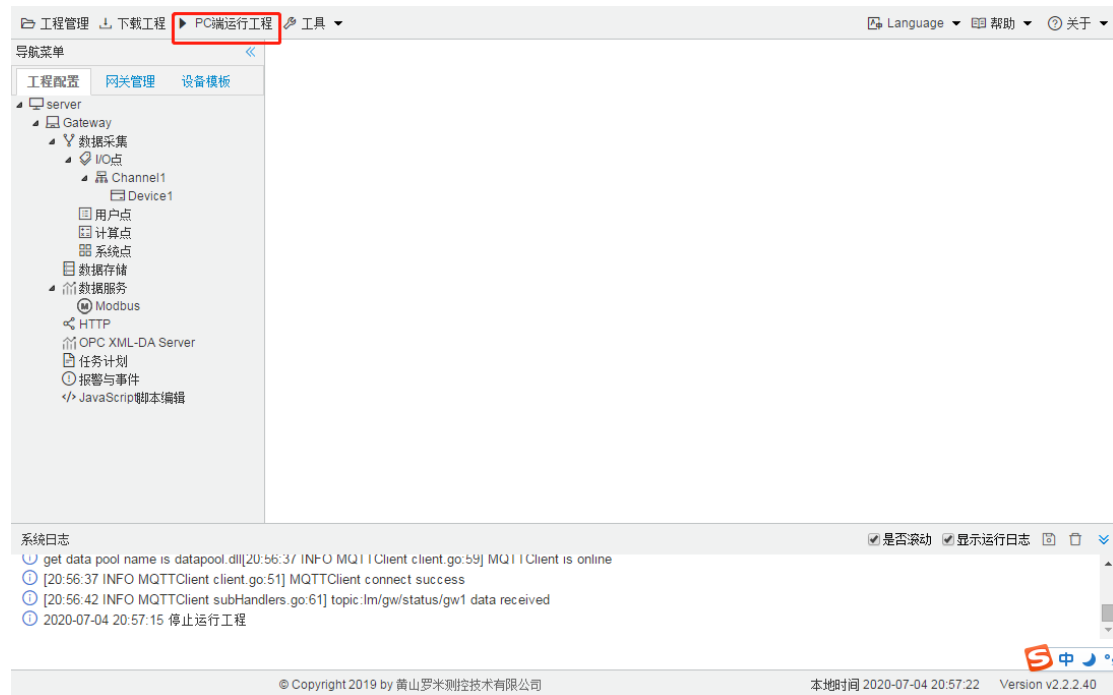 工程管理 下载工程 PC端运行工程 工具 Language 帮助 关于
导航菜单
工程配置 网关管理 设备模板
server
Gateway
数据采集
I/O点
Channel1
Device1
用户点
计算点
系统点
数据存储
数据服务
Modbus
HTTP
OPC XML-DA Server
任务计划
报警与事件
JavaScript脚本编辑
系统日志 是否滚动 显示运行日志
get data pool name is datapool.dll[20:56:37 INFO MQTTClient client.go:59] MQTTClient is online
[20:56:37 INFO MQTTClient client.go:51] MQTTClient connect success
[20:56:42 INFO MQTTClient subHandlers.go:61] topic:lm/gw/status/gw1 data received
2020-07-04 20:57:15 停止运行工程
中
© Copyright 2019 by 黄山罗米测控技术有限公司 本地时间 2020-07-04 20:57:22 Version v2.2.2.40